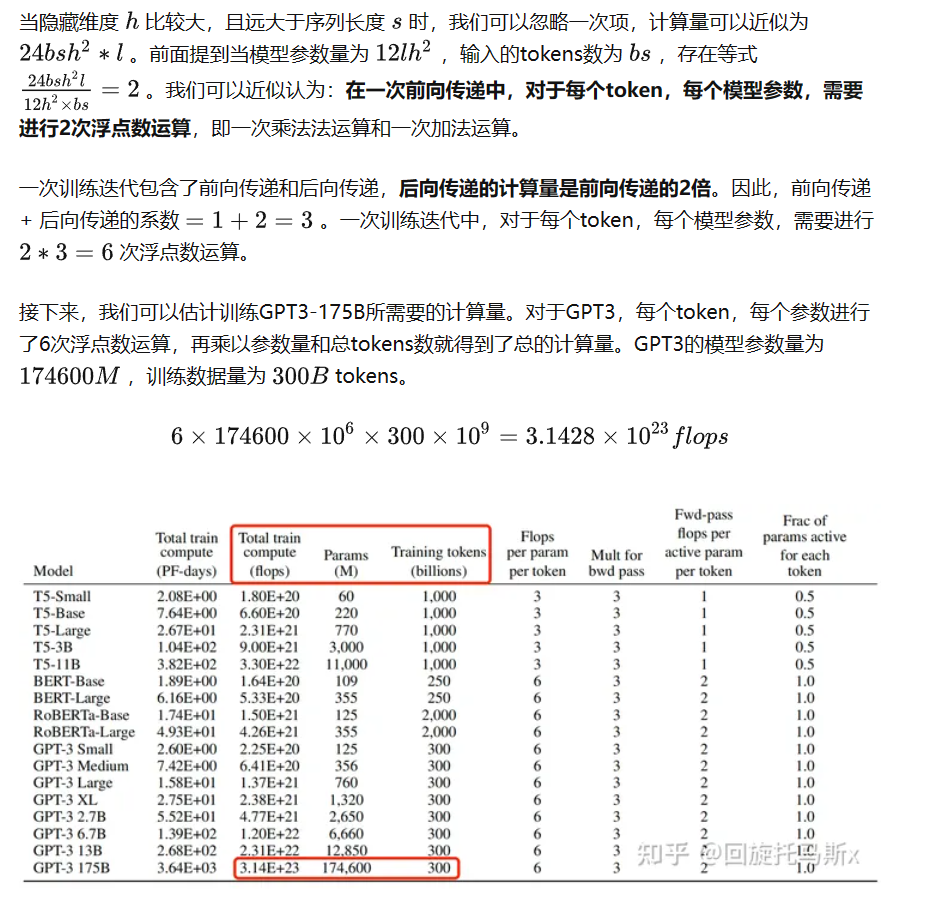 当隐藏维度 h 比较大，且远大于序列长度 s 时，我们可以忽略一次项，计算量可以近似为
24bsh² * l 。前面提到当模型参数量为 12lh² ，输入的tokens数为 bs ，存在等式
24bsh²l / 12h² × bs = 2 。我们可以近似认为：在一次前向传递中，对于每个token，每个模型参数，需要
进行2次浮点数运算，即一次乘法法运算和一次加法运算。
一次训练迭代包含了前向传递和后向传递，后向传递的计算量是前向传递的2倍。因此，前向传递
+ 后向传递的系数 = 1 + 2 = 3 。一次训练迭代中，对于每个token，每个模型参数，需要进行
2 * 3 = 6 次浮点数运算。
接下来，我们可以估计训练GPT3-175B所需要的计算量。对于GPT3，每个token，每个参数进行
了6次浮点数运算，再乘以参数量和总tokens数就得到了总的计算量。GPT3的模型参数量为
174600M ，训练数据量为 300B tokens。
6 × 174600 × 10⁶ × 300 × 10⁹ = 3.1428 × 10²³ flops
Model Total train compute (PF-days) Total train compute (flops) Params (M) Training tokens (billions) Flops per param per token Mult for bwd pass Fwd-pass flops per active param per token Frac of params active for each token
T5-Small 2.08E+00 1.80E+20 60 1,000 3 3 1 0.5
T5-Base 7.64E+00 6.60E+20 220 1,000 3 3 1 0.5
T5-Large 2.67E+01 2.31E+21 770 1,000 3 3 1 0.5
T5-3B 1.04E+02 9.00E+21 3,000 1,000 3 3 1 0.5
T5-11B 3.82E+02 3.30E+22 11,000 1,000 3 3 1 0.5
BERT-Base 1.89E+00 1.64E+20 109 250 6 3 2 1.0
BERT-Large 6.16E+00 5.33E+20 355 250 6 3 2 1.0
RoBERTa-Base 1.74E+01 1.50E+21 125 2,000 6 3 2 1.0
RoBERTa-Large 4.93E+01 4.26E+21 355 2,000 6 3 2 1.0
GPT-3 Small 2.60E+00 2.25E+20 125 300 6 3 2 1.0
GPT-3 Medium 7.42E+00 6.41E+20 356 300 6 3 2 1.0
GPT-3 Large 1.58E+01 1.37E+21 760 300 6 3 2 1.0
GPT-3 XL 2.75E+01 2.38E+21 1,320 300 6 3 2 1.0
GPT-3 2.7B 5.52E+01 4.77E+21 2,650 300 6 3 2 1.0
GPT-3 6.7B 1.39E+02 1.20E+22 6,660 300 6 3 2 1.0
GPT-3 13B 2.68E+02 2.31E+22 12,850 300 6 3 2 1.0
GPT-3 175B 3.64E+03 3.14E+23 174,600 300 6 3 2 1.0
知乎 @回旋托马斯x